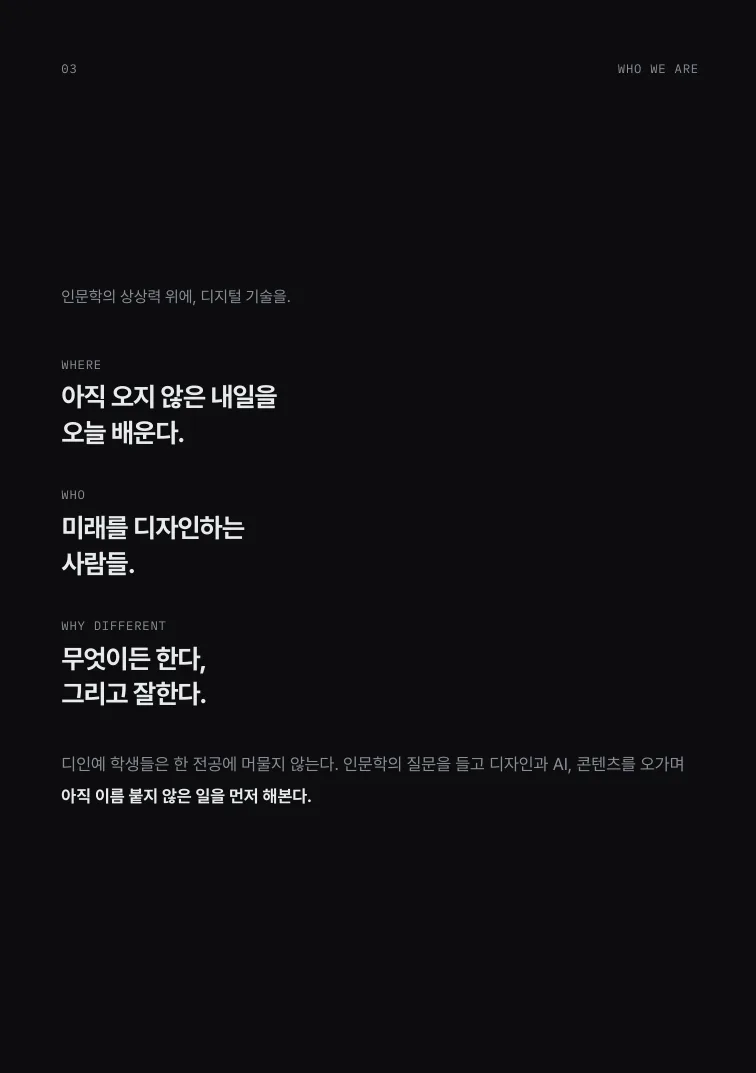 03
WHO WE ARE
인문학의 상상력 위에, 디지털 기술을.
WHERE
아직 오지 않은 내일을
오늘 배운다.
WHO
미래를 디자인하는
사람들.
WHY DIFFERENT
무엇이든 한다,
그리고 잘한다.
디인예 학생들은 한 전공에 머물지 않는다. 인문학의 질문을 들고 디자인과 AI, 콘텐츠를 오가며
아직 이름 붙지 않은 일을 먼저 해본다.